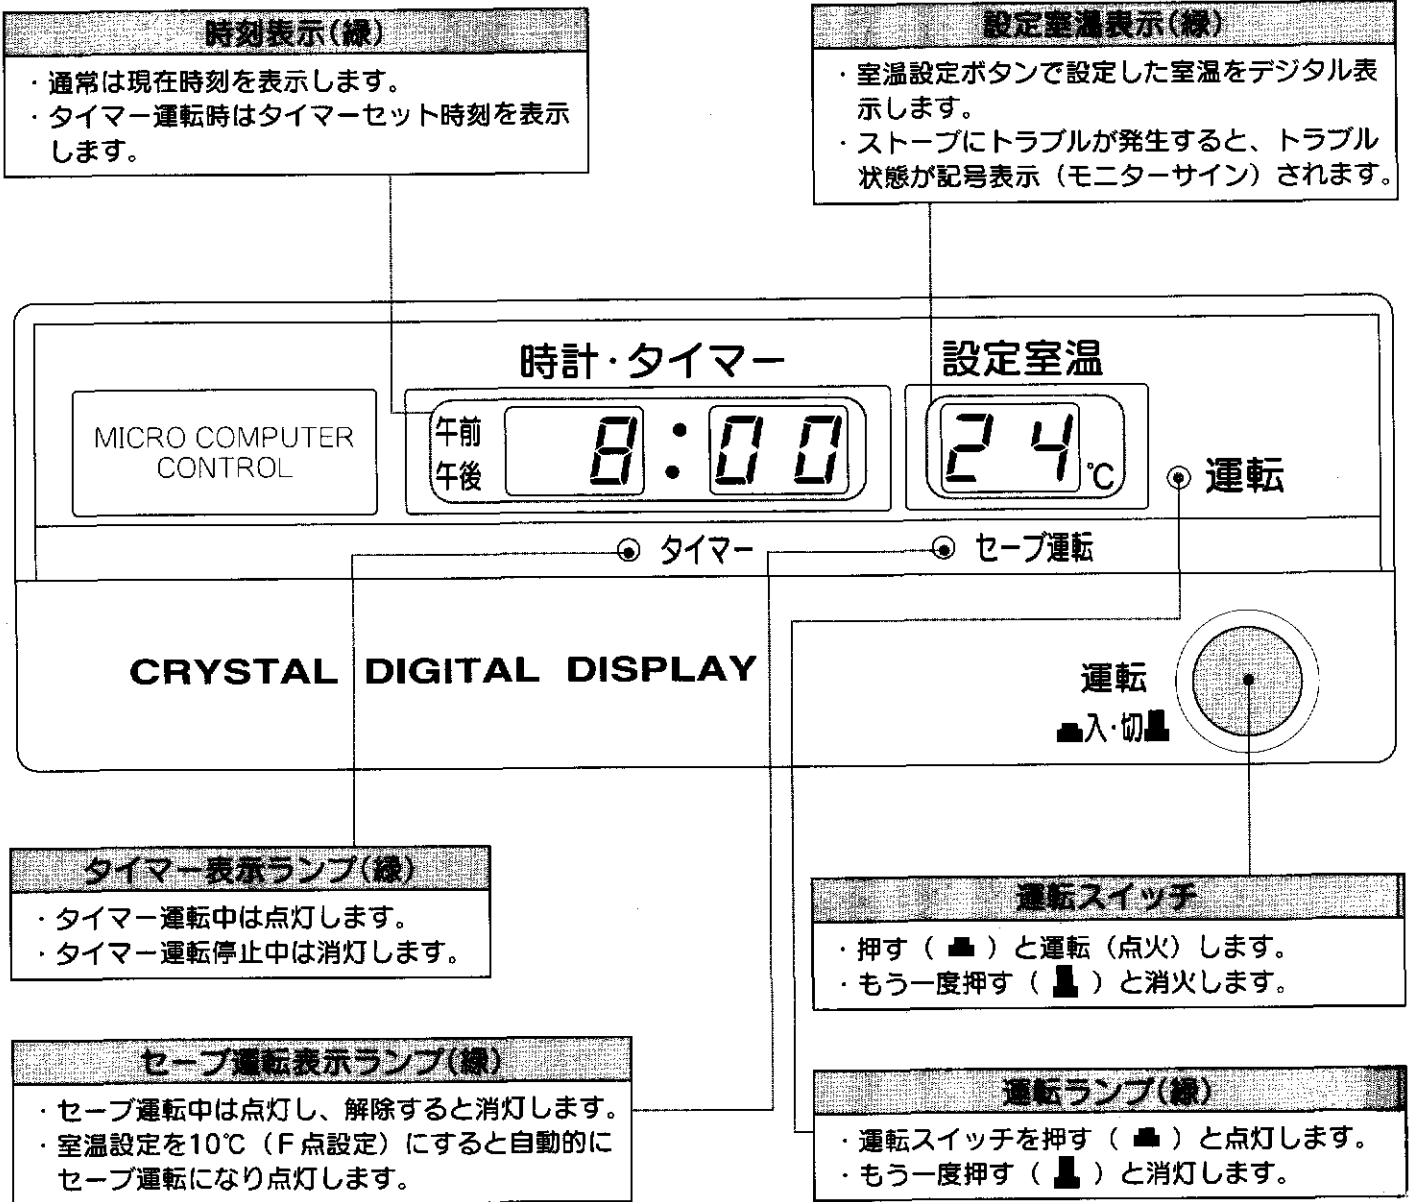 時刻表示(緑)
・通常は現在時刻を表示します。
・タイマー運転時はタイマーセット時刻を表示
します。
設定室温表示(緑)
・室温設定ボタンで設定した室温をデジタル表
示します。
・ストーブにトラブルが発生すると、トラブル
状態が記号表示（モニターサイン）されます。
時計・タイマー
設定室温
MICRO COMPUTER
CONTROL
午前
午後
8:00
24℃
運転
タイマー
セーブ運転
CRYSTAL DIGITAL DISPLAY
運転
入・切
タイマー表示ランプ(緑)
・タイマー運転中は点灯します。
・タイマー運転停止中は消灯します。
運転スイッチ
・押す（ ）と運転（点火）します。
・もう一度押す（ ）と消火します。
セーブ運転表示ランプ(緑)
・セーブ運転中は点灯し、解除すると消灯します。
・室温設定を10℃（F点設定）にすると自動的に
セーブ運転になり点灯します。
運転ランプ(緑)
・運転スイッチを押す（ ）と点灯します。
・もう一度押す（ ）と消灯します。